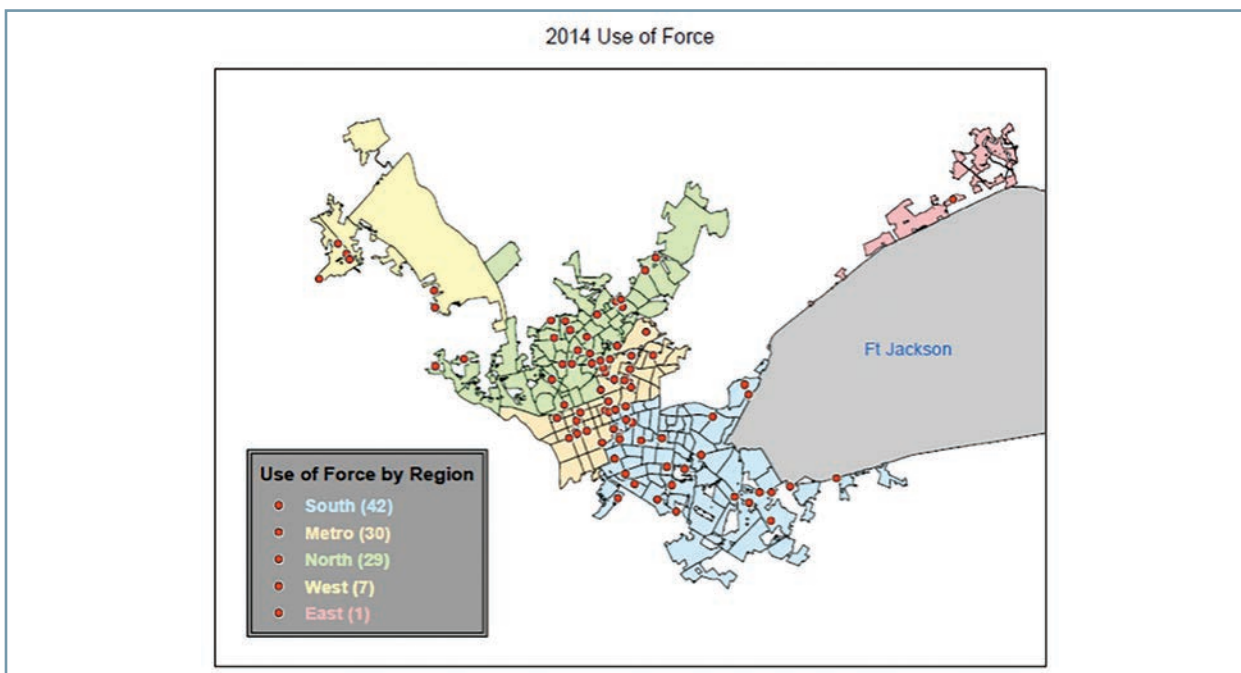 2014 Use of Force
Ft Jackson
Use of Force by Region
South (42)
Metro (30)
North (29)
West (7)
East (1)